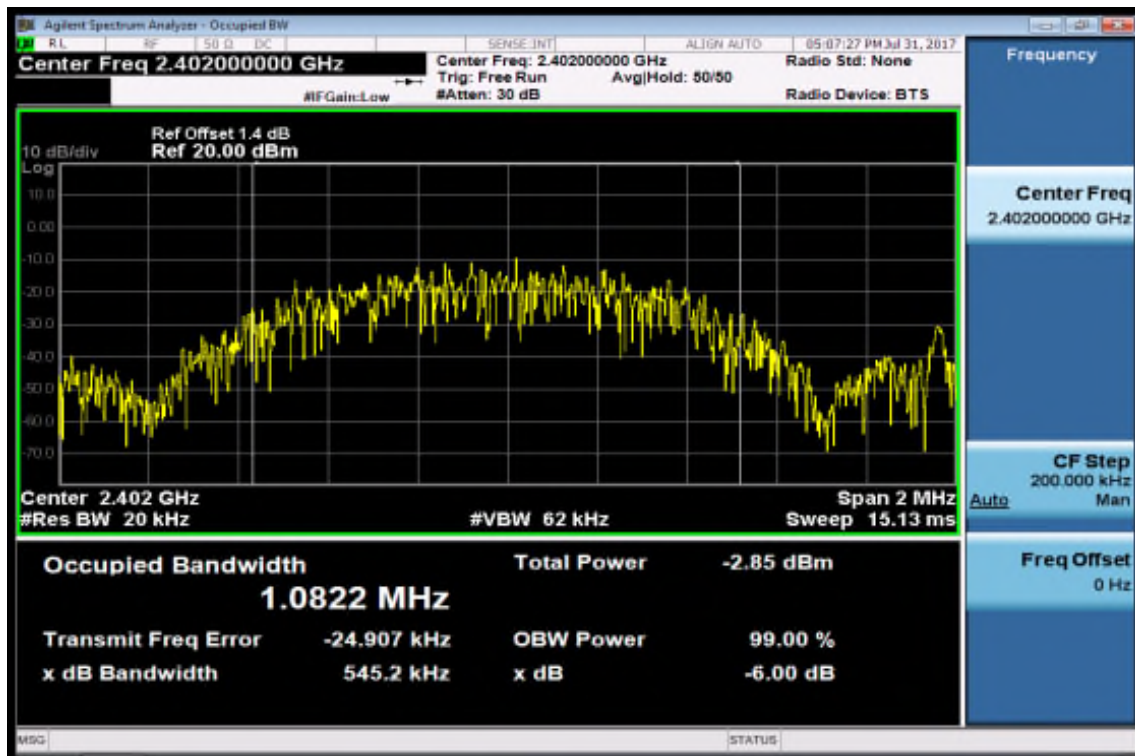 Agilent Spectrum Analyzer - Occupied BW
RL RF 50 Ω DC SENSE:INT ALIGN AUTO 05:07:27 PM Jul 31, 2017
Center Freq 2.402000000 GHz
Center Freq: 2.402000000 GHz Radio Std: None
Trig: Free Run Avg|Hold: 50/50
#IFGain:Low #Atten: 30 dB Radio Device: BTS
Frequency
Ref Offset 1.4 dB
10 dB/div Ref 20.00 dBm
Log
10.0
0.00
-10.0
-20.0
-30.0
-40.0
-50.0
-60.0
-70.0
Center 2.402 GHz Span 2 MHz
#Res BW 20 kHz #VBW 62 kHz Sweep 15.13 ms
Occupied Bandwidth Total Power -2.85 dBm
1.0822 MHz
Transmit Freq Error -24.907 kHz OBW Power 99.00 %
x dB Bandwidth 545.2 kHz x dB -6.00 dB
Center Freq
2.402000000 GHz
CF Step
200.000 kHz
Auto Man
Freq Offset
0 Hz
MSG STATUS